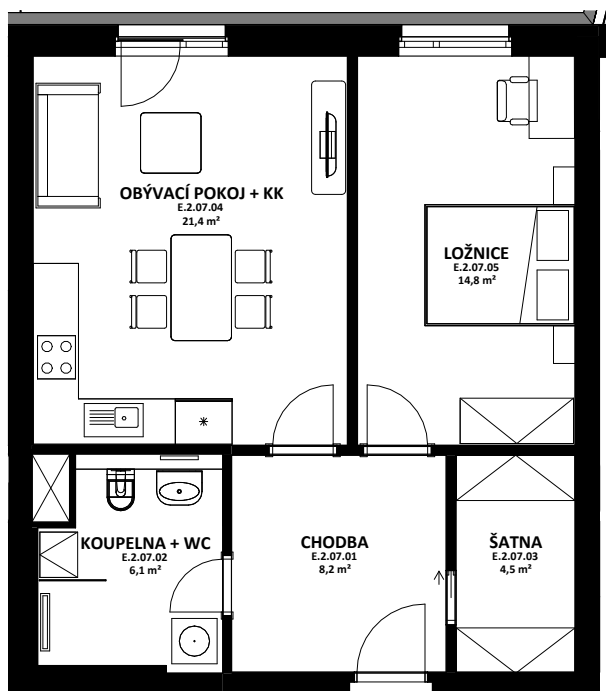 OBÝVACÍ POKOJ + KK
E.2.07.04
21,4 m²
LOŽNICE
E.2.07.05
14,8 m²
KOUPELNA + WC
E.2.07.02
6,1 m²
CHODBA
E.2.07.01
8,2 m²
ŠATNA
E.2.07.03
4,5 m²